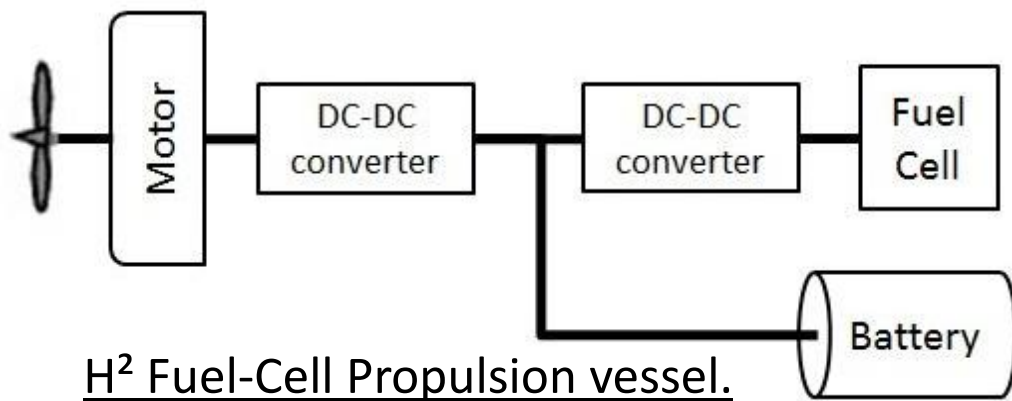 Motor
DC-DC
converter
DC-DC
converter
Fuel
Cell
Battery
H² Fuel-Cell Propulsion vessel.